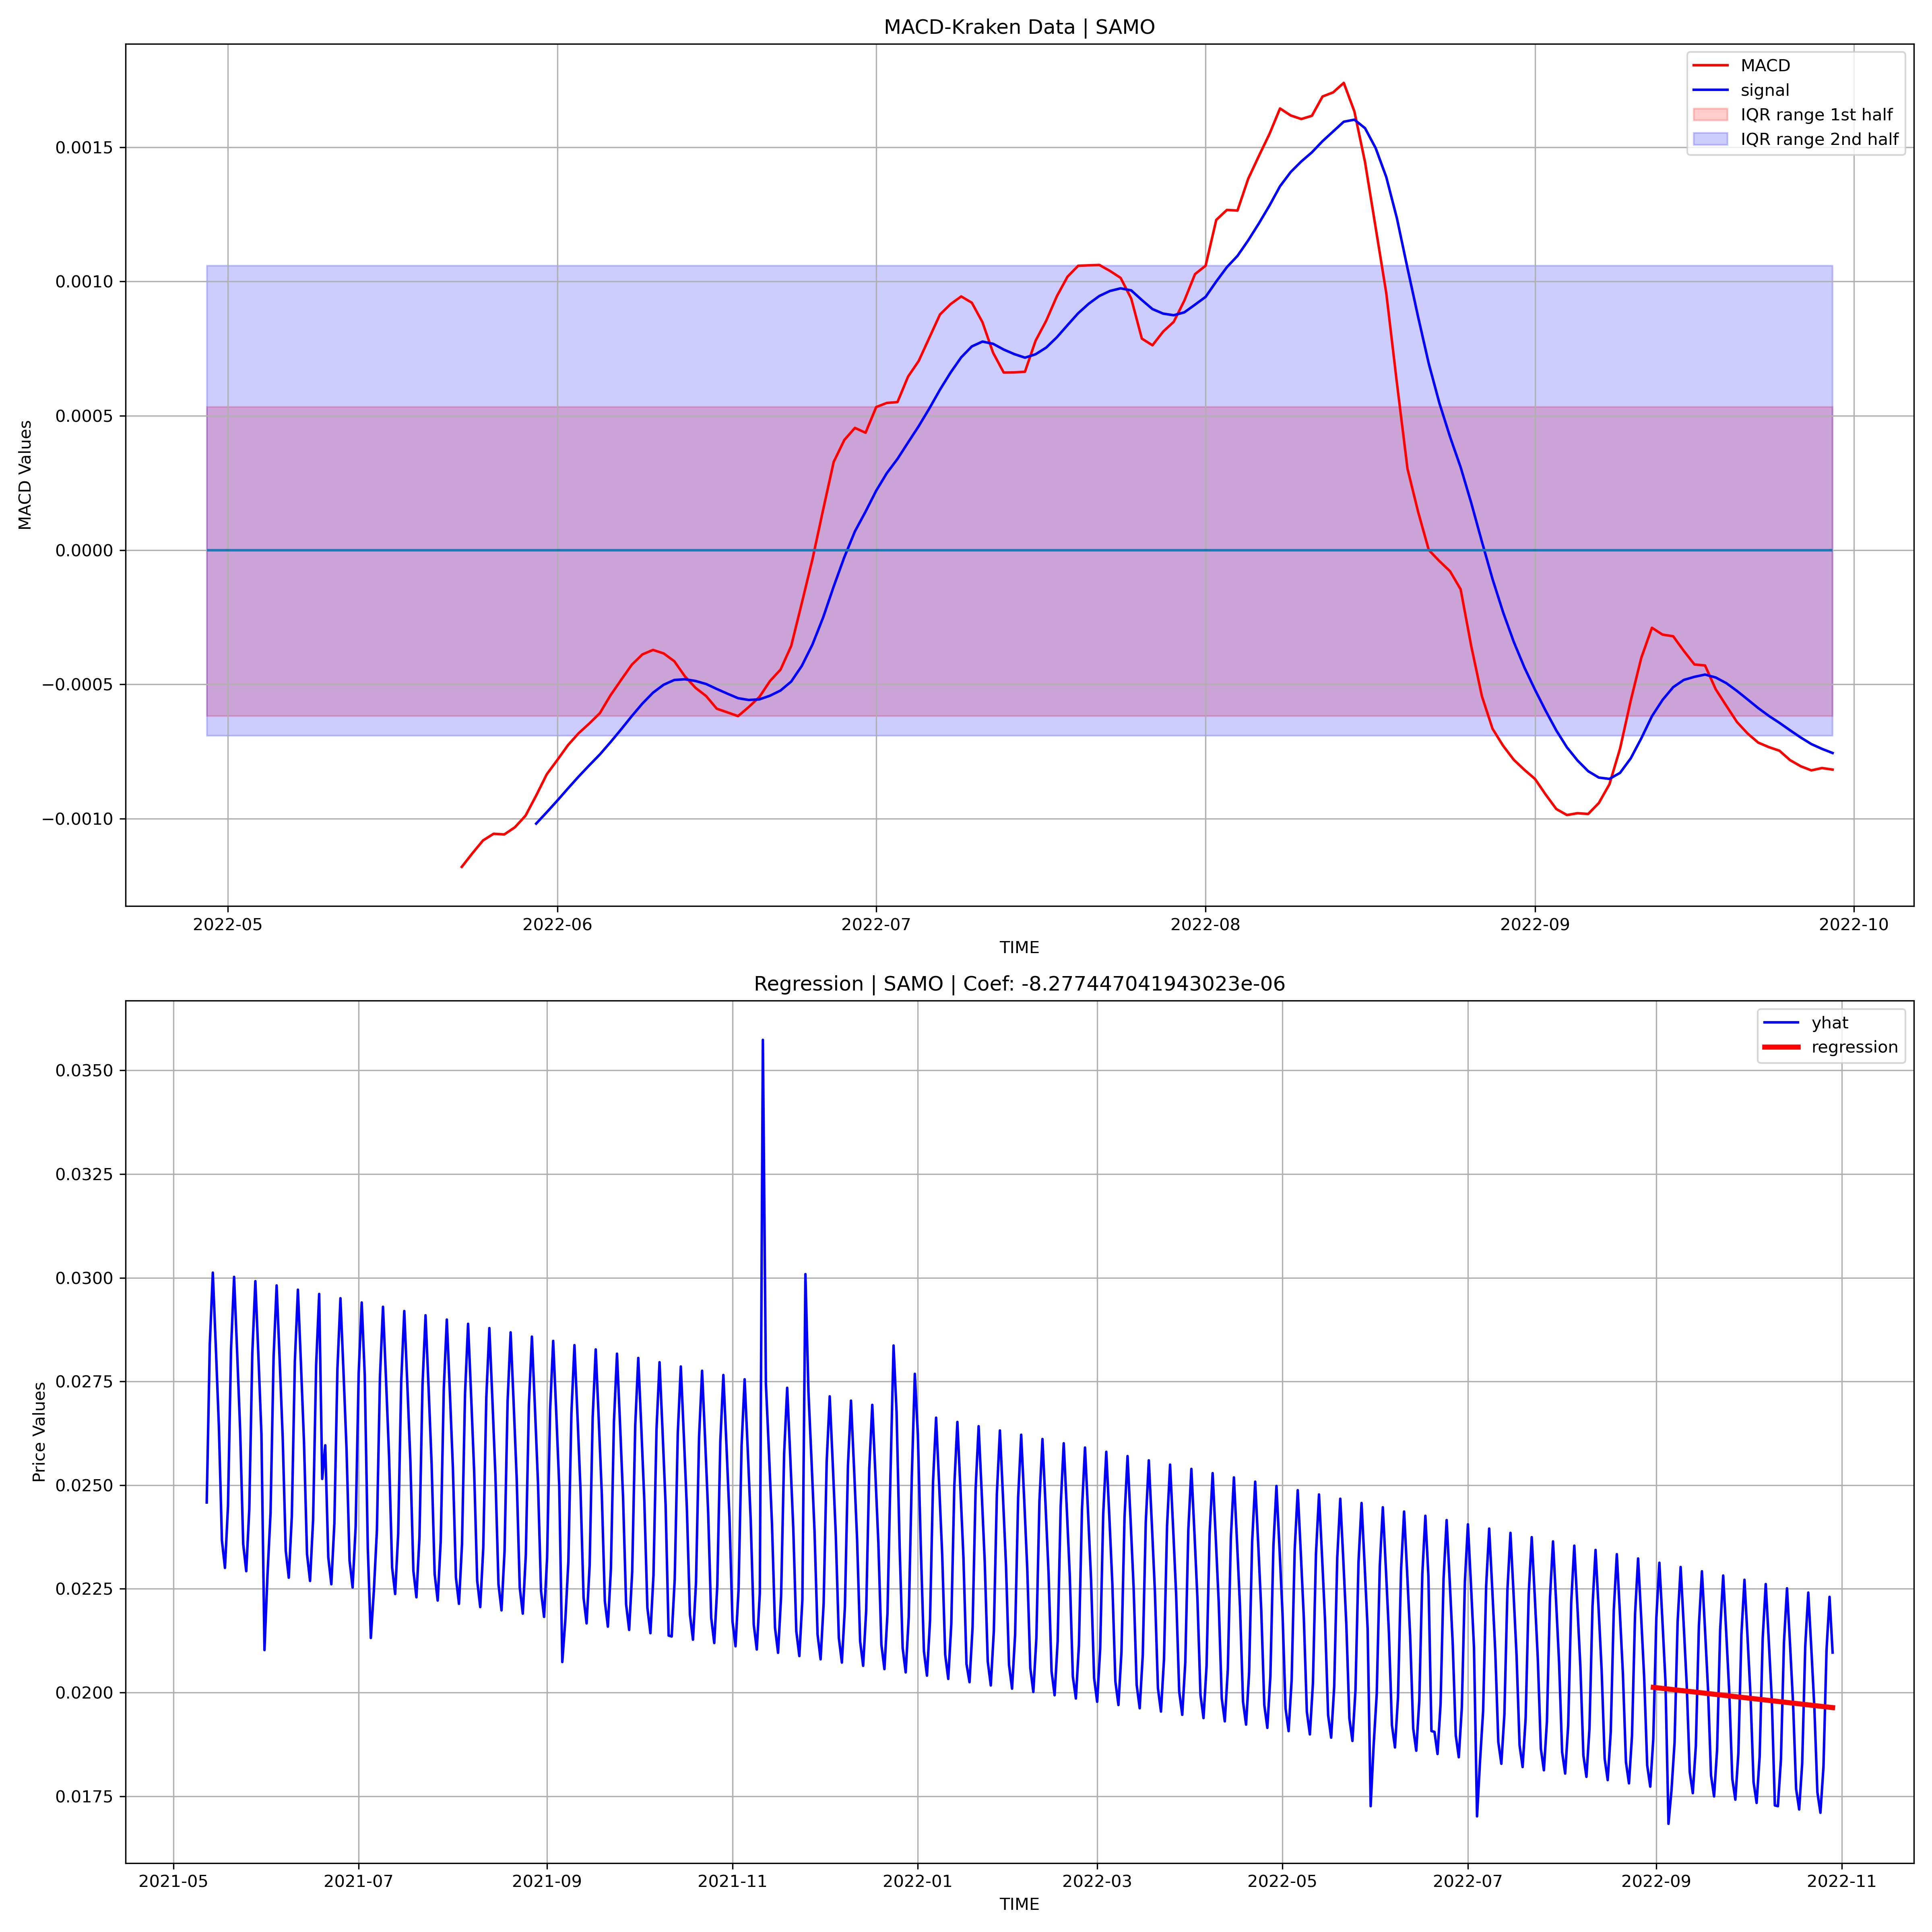 MACD-Kraken Data | SAMO
MACD
signal
IQR range 1st half
IQR range 2nd half
MACD Values
0.0015
0.0010
0.0005
0.0000
−0.0005
−0.0010
2022-05 2022-06 2022-07 2022-08 2022-09 2022-10
TIME
Regression | SAMO | Coef: -8.277447041943023e-06
yhat
regression
Price Values
0.0350
0.0325
0.0300
0.0275
0.0250
0.0225
0.0200
0.0175
2021-05 2021-07 2021-09 2021-11 2022-01 2022-03 2022-05 2022-07 2022-09 2022-11
TIME